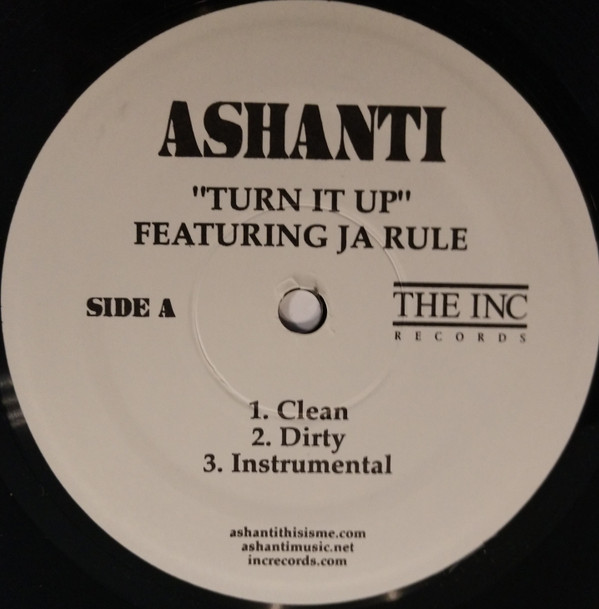 ASHANTI
"TURN IT UP"
FEATURING JA RULE
SIDE A
THE INC
RECORDS
1. Clean
2. Dirty
3. Instrumental
ashantithisisme.com
ashantimusic.net
increcords.com